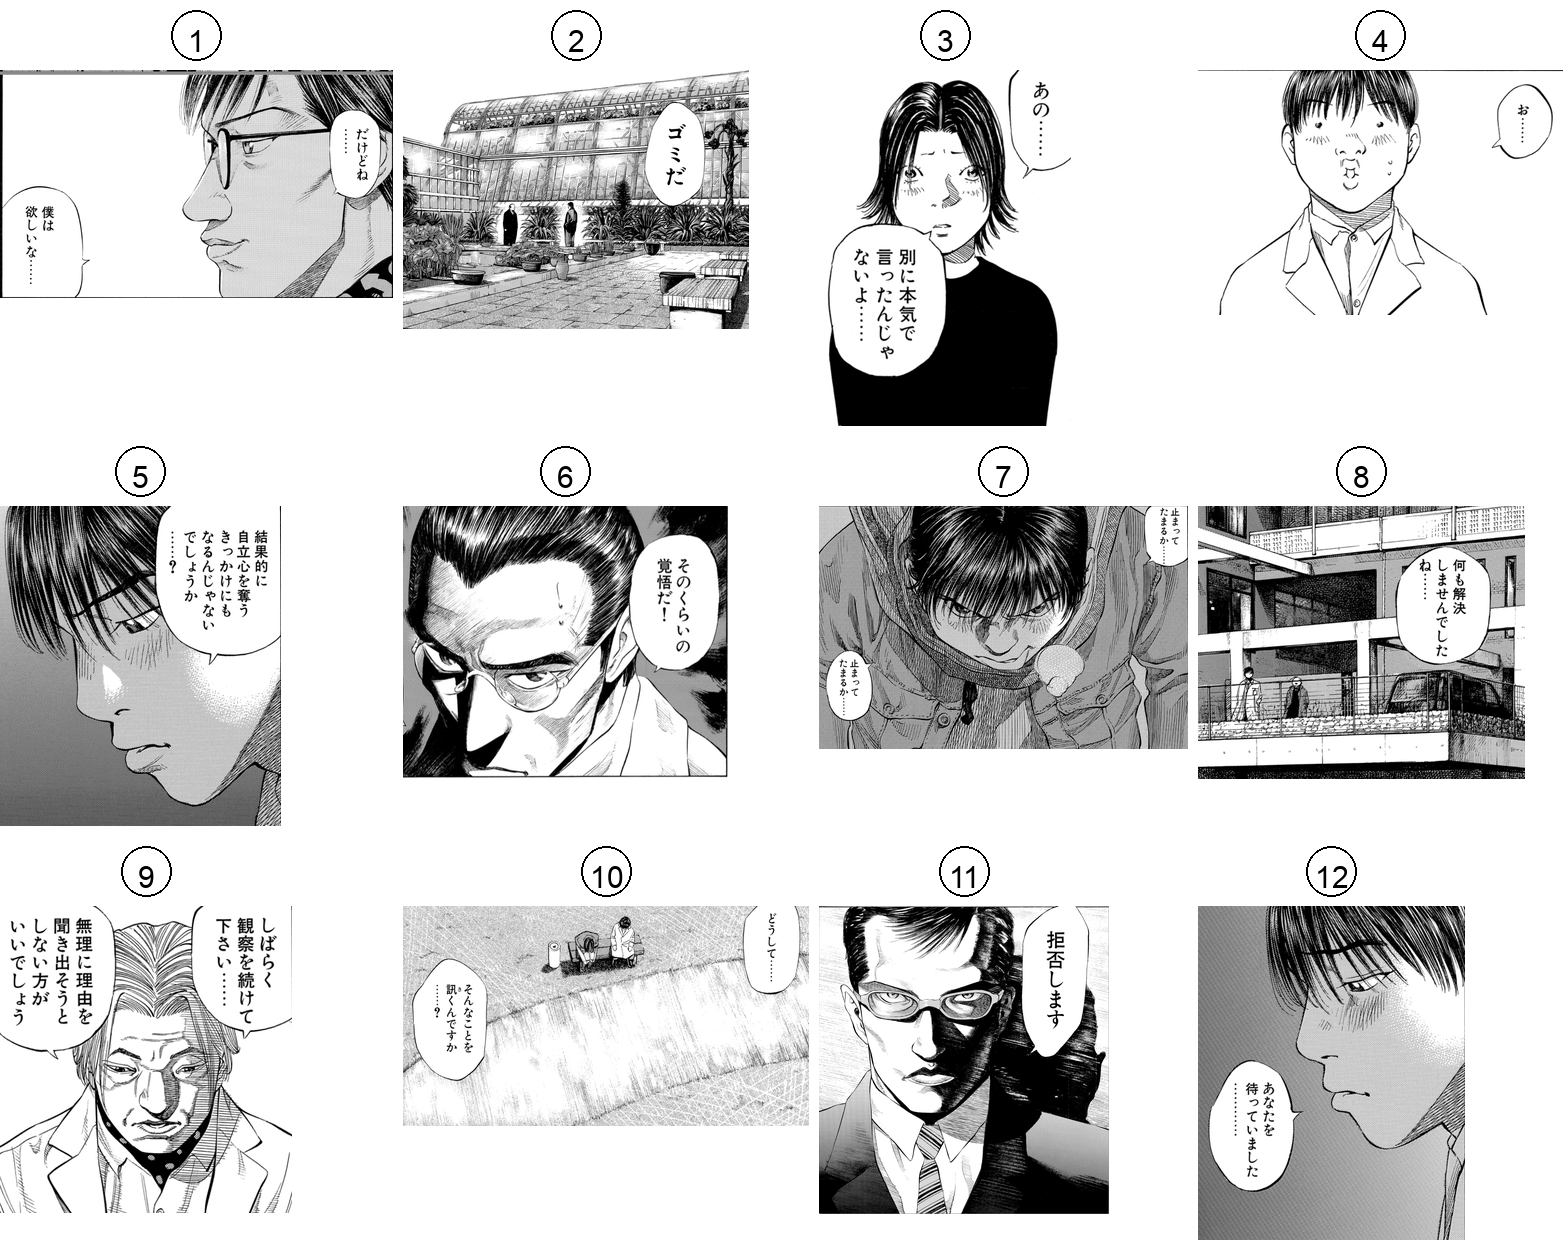 1
だけどね
……
僕は
欲しいな……
2
ゴミだ
3
あの……
別に本気で
言ったんじゃ
ないよ……
4
お……
5
結果的に
自立心を奪う
きっかけにも
なるんじゃない
でしょうか
……？
6
そのくらいの
覚悟だ！
7
止まって
たまるか…
止まって
たまるか…
8
何も解決
しませんでした
ね……
9
しばらく
観察を続けて
下さい……
無理に理由を
聞き出そうと
しない方が
いいでしょう
10
どうして……
そんなことを
訊くんですか
……？
11
拒否します
12
あなたを
待っていました
…………